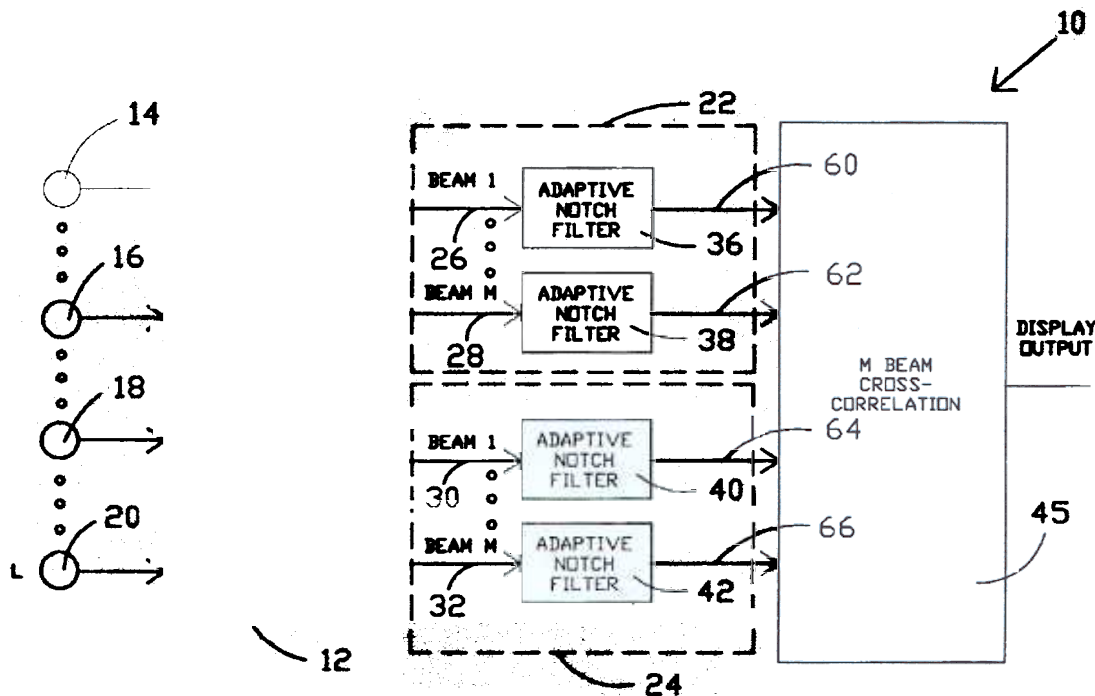 10
14
22
BEAM 1
ADAPTIVE
NOTCH
FILTER
60
26
36
16
BEAM M
ADAPTIVE
NOTCH
FILTER
62
28
38
DISPLAY
OUTPUT
M BEAM
CROSS-
CORRELATION
18
BEAM 1
ADAPTIVE
NOTCH
FILTER
64
30
40
20
BEAM M
ADAPTIVE
NOTCH
FILTER
66
45
L
32
42
12
24